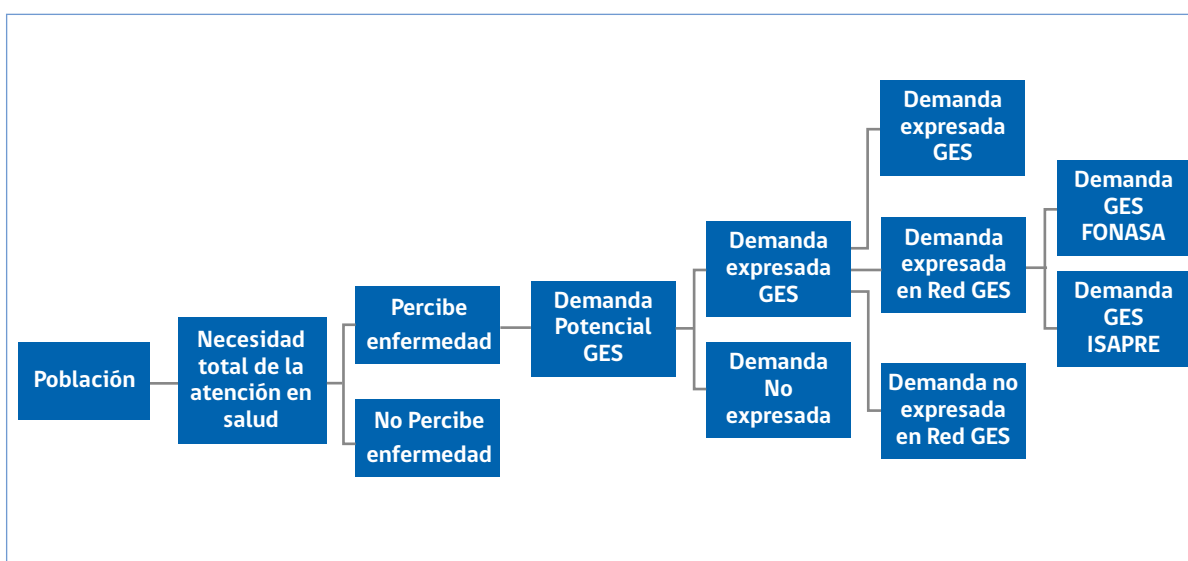 Población
Necesidad
total de la
atención en
salud
Percibe
enfermedad
No Percibe
enfermedad
Demanda
Potencial
GES
Demanda
expresada
GES
Demanda
No
expresada
Demanda
expresada
GES
Demanda
expresada
en Red GES
Demanda no
expresada
en Red GES
Demanda
GES
FONASA
Demanda
GES
ISAPRE